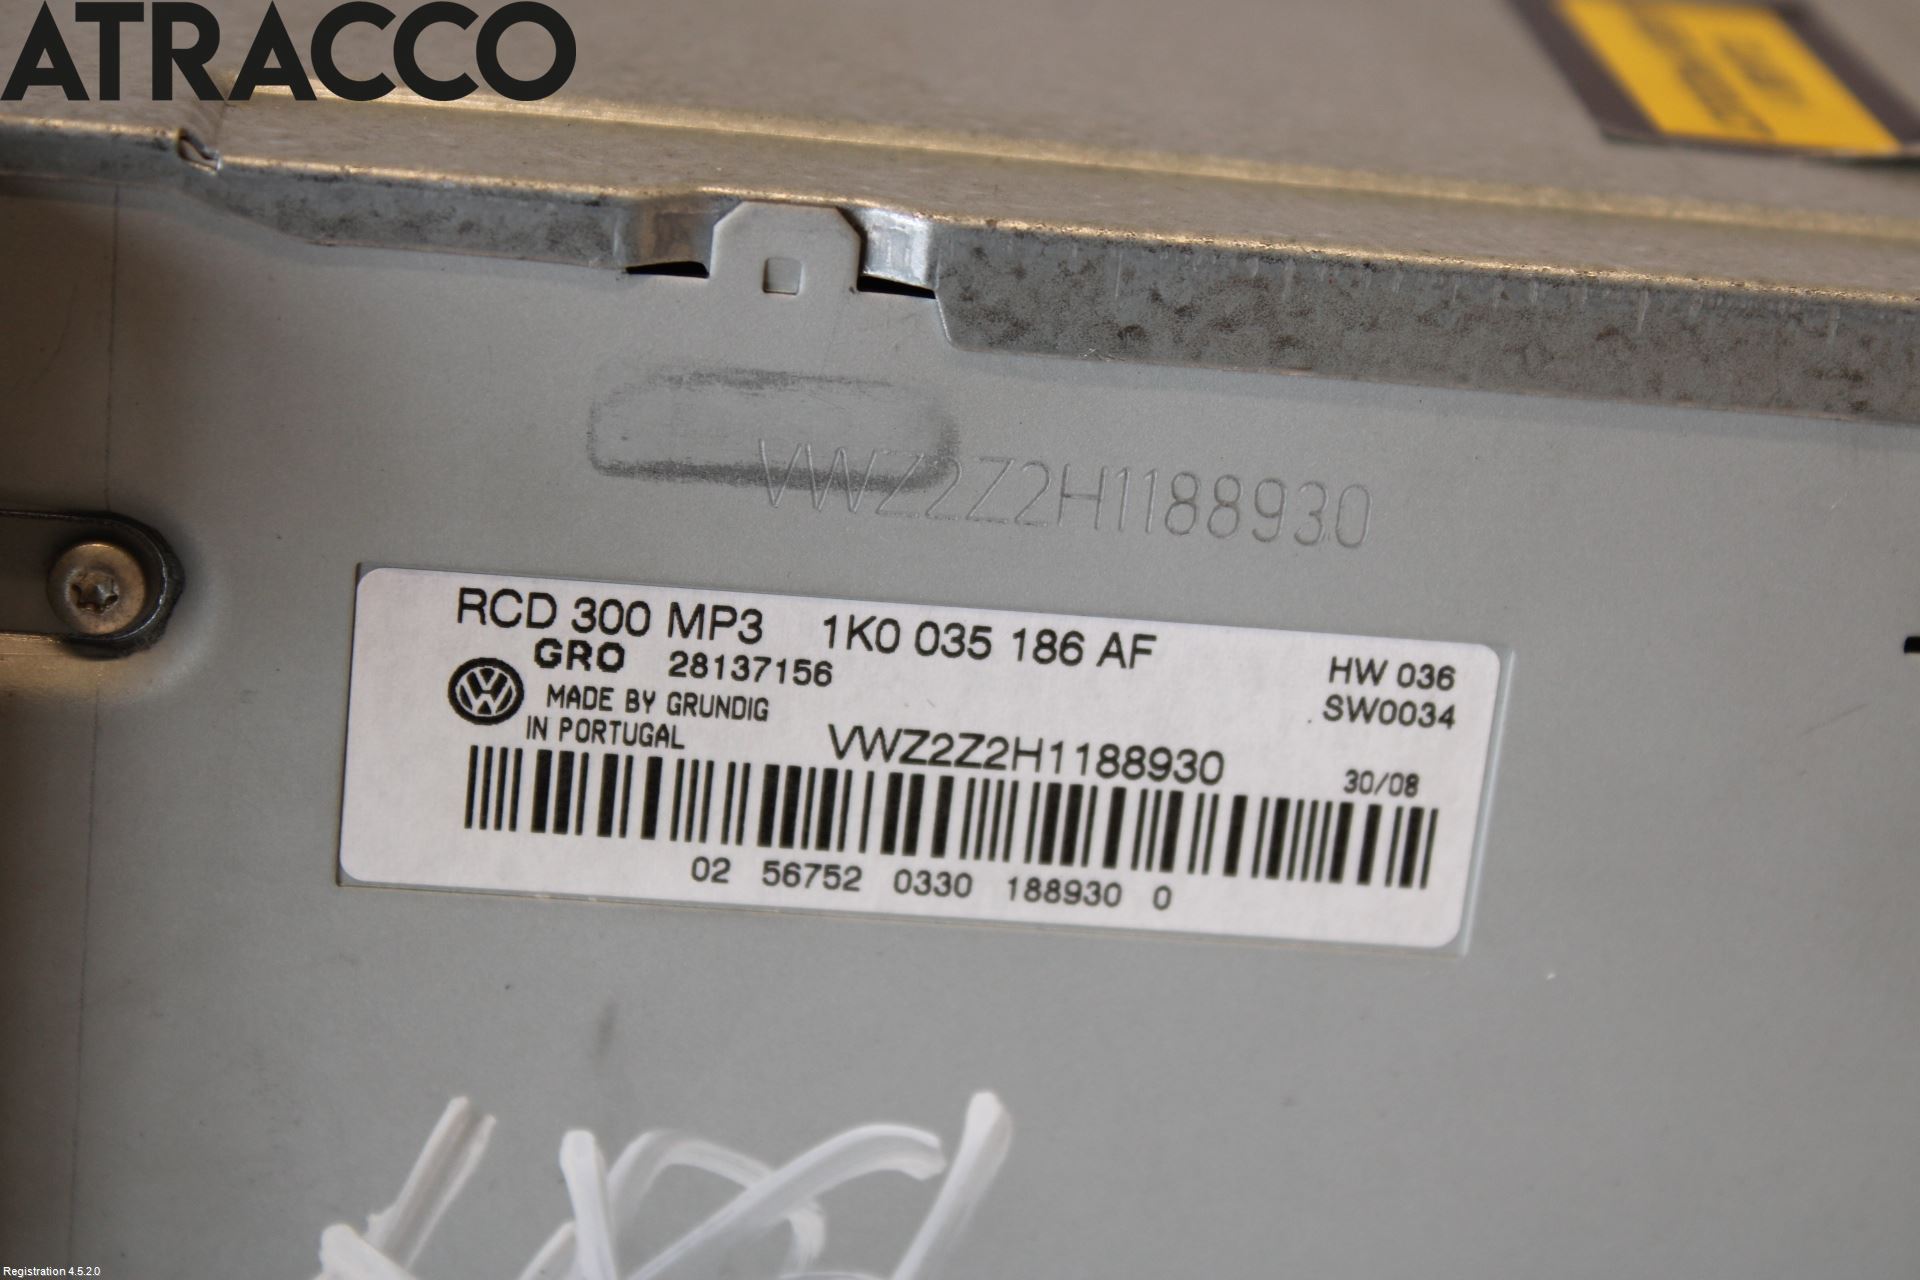 ATRACCO
VWZ2Z2H1188930
RCD 300 MP3 1K0 035 186 AF
GRO 28137156
HW 036
MADE BY GRUNDIG
SW0034
IN PORTUGAL
VWZ2Z2H1188930
30/08
02 56752 0330 188930 0
Registration 4.5.2.0